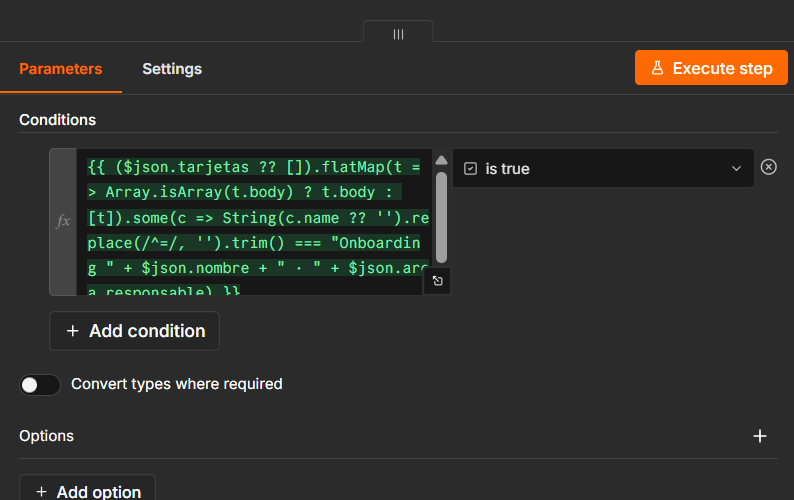 Parameters
Settings
Execute step
Conditions
fx
{{ ($json.tarjetas ?? []).flatMap(t =
> Array.isArray(t.body) ? t.body :
[t]).some(c => String(c.name ?? '').re
place(/^=/, '').trim() === "Onboardin
g " + $json.nombre + " · " + $json.are
a_responsable) }}
is true
+ Add condition
Convert types where required
Options
+
+ Add option